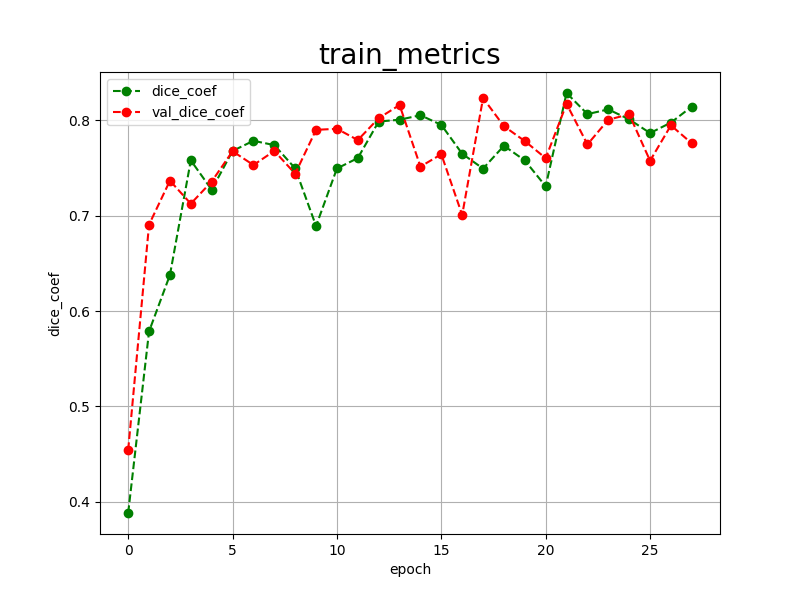 train_metrics
dice_coef
val_dice_coef
0.8
0.7
0.6
0.5
0.4
dice_coef
0 5 10 15 20 25
epoch